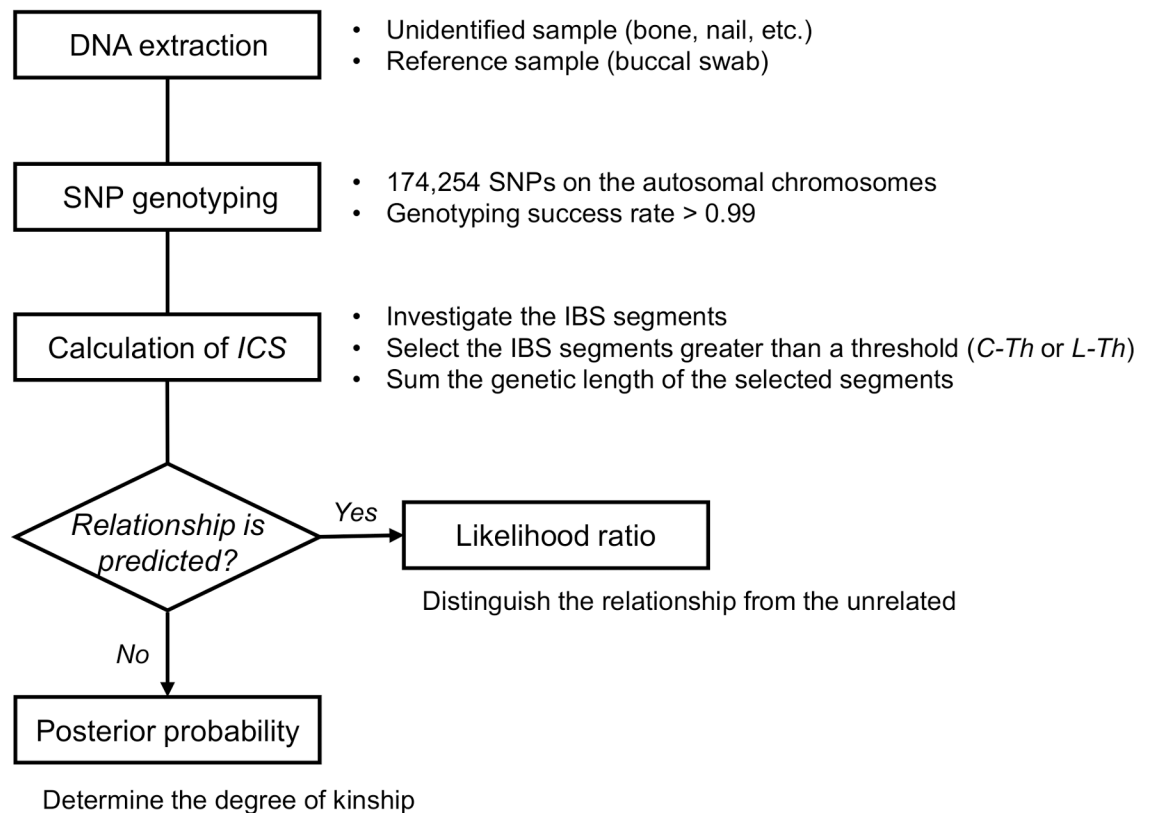 DNA extraction
• Unidentified sample (bone, nail, etc.)
• Reference sample (buccal swab)
SNP genotyping
• 174,254 SNPs on the autosomal chromosomes
• Genotyping success rate > 0.99
Calculation of ICS
• Investigate the IBS segments
• Select the IBS segments greater than a threshold (C-Th or L-Th)
• Sum the genetic length of the selected segments
Relationship is
predicted?
Yes
Likelihood ratio
Distinguish the relationship from the unrelated
No
Posterior probability
Determine the degree of kinship